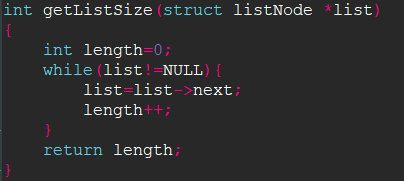 int getListSize(struct listNode *list)
{
    int length=0;
    while(list!=NULL){
        list=list->next;
        length++;
    }
    return length;
}